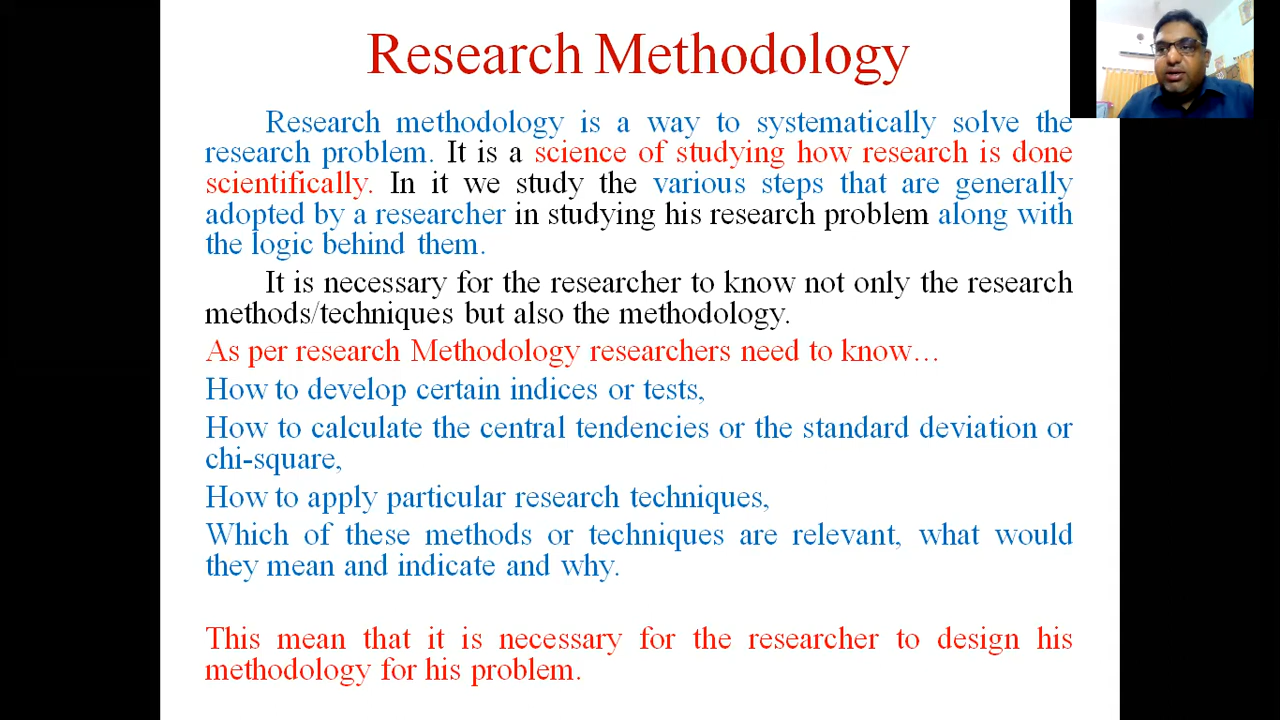 Research Methodology
Research methodology is a way to systematically solve the
research problem. It is a science of studying how research is done
scientifically. In it we study the various steps that are generally
adopted by a researcher in studying his research problem along with
the logic behind them.
It is necessary for the researcher to know not only the research
methods/techniques but also the methodology.
As per research Methodology researchers need to know…
How to develop certain indices or tests,
How to calculate the central tendencies or the standard deviation or
chi-square,
How to apply particular research techniques,
Which of these methods or techniques are relevant, what would
they mean and indicate and why.
This mean that it is necessary for the researcher to design his
methodology for his problem.